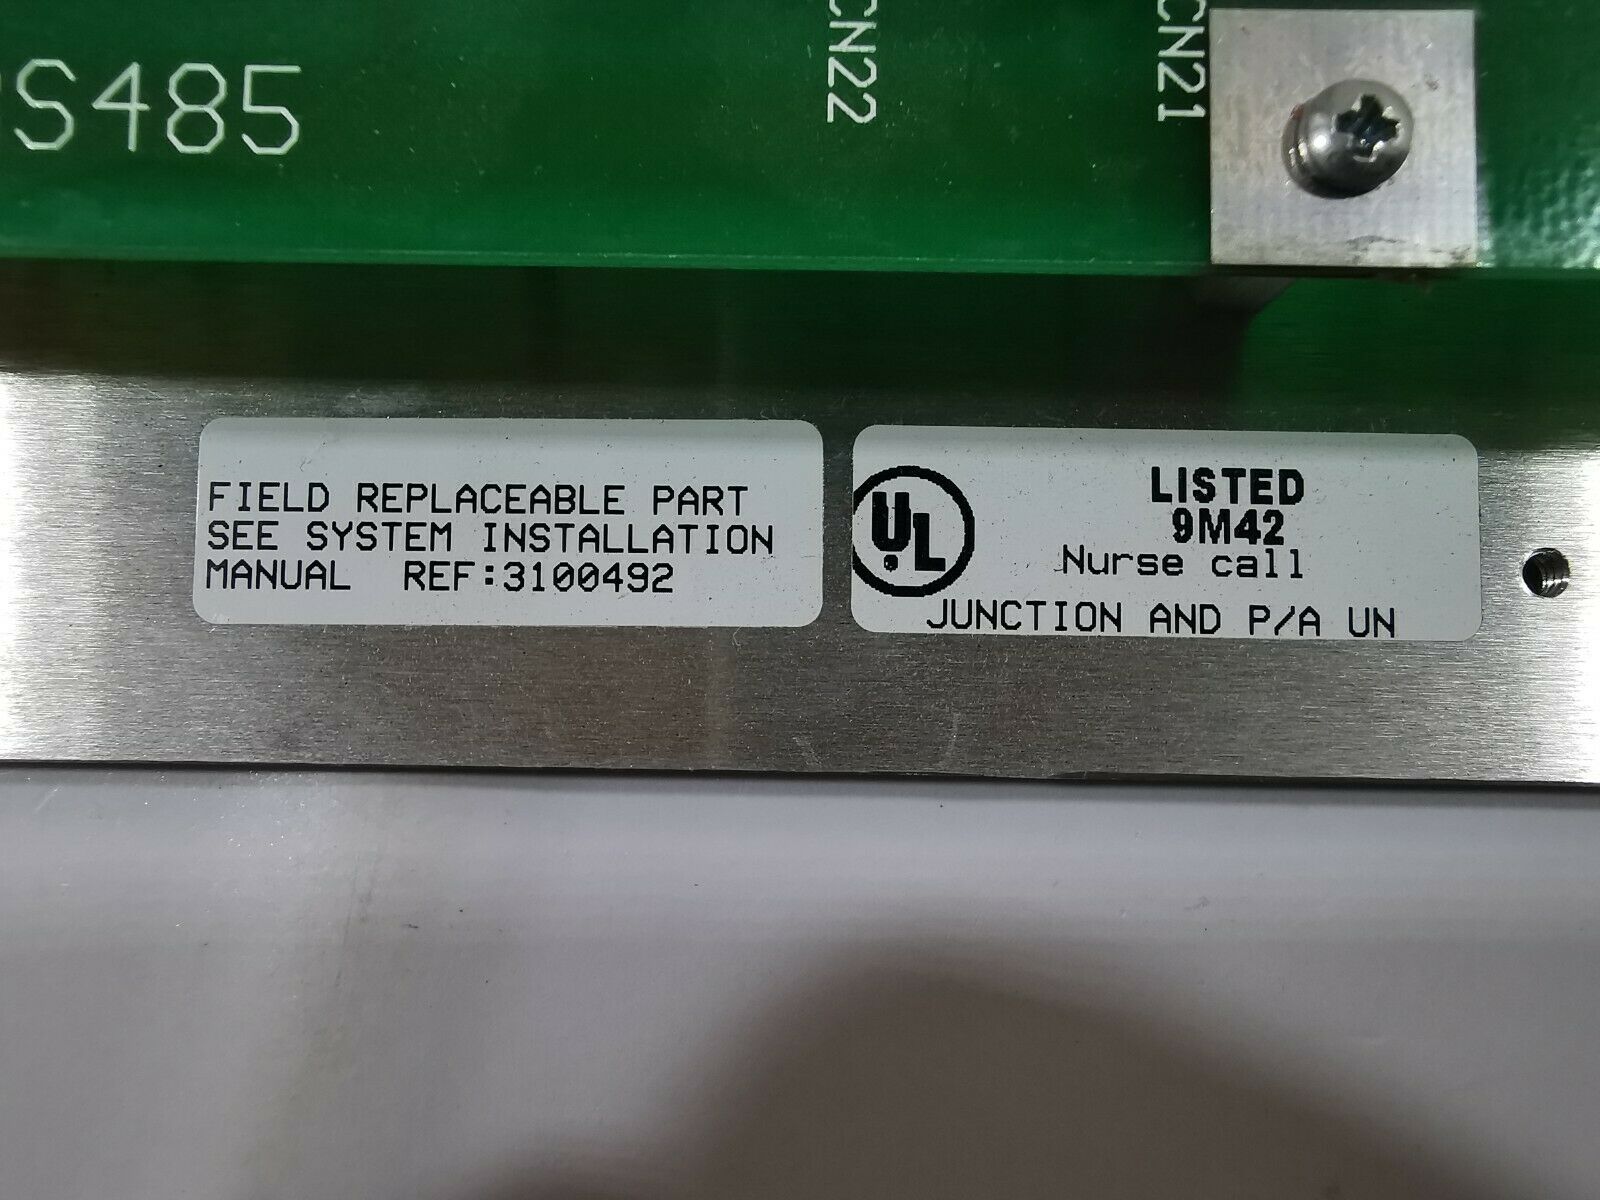 RS485
CN22
CN21
FIELD REPLACEABLE PART
SEE SYSTEM INSTALLATION
MANUAL REF:3100492
UL
LISTED
9M42
Nurse call
JUNCTION AND P/A UN